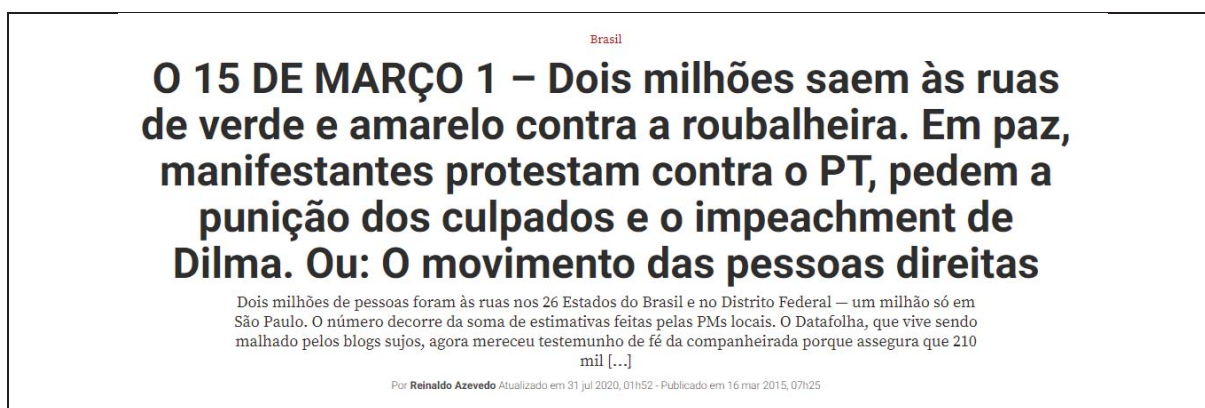 Brasil
O 15 DE MARÇO 1 – Dois milhões saem às ruas
de verde e amarelo contra a roubalheira. Em paz,
manifestantes protestam contra o PT, pedem a
punição dos culpados e o impeachment de
Dilma. Ou: O movimento das pessoas direitas
Dois milhões de pessoas foram às ruas nos 26 Estados do Brasil e no Distrito Federal — um milhão só em
São Paulo. O número decorre da soma de estimativas feitas pelas PMs locais. O Datafolha, que vive sendo
malhado pelos blogs sujos, agora mereceu testemunho de fé da companheirada porque assegura que 210
mil […]
Por Reinaldo Azevedo Atualizado em 31 jul 2020, 01h52 - Publicado em 16 mar 2015, 07h25